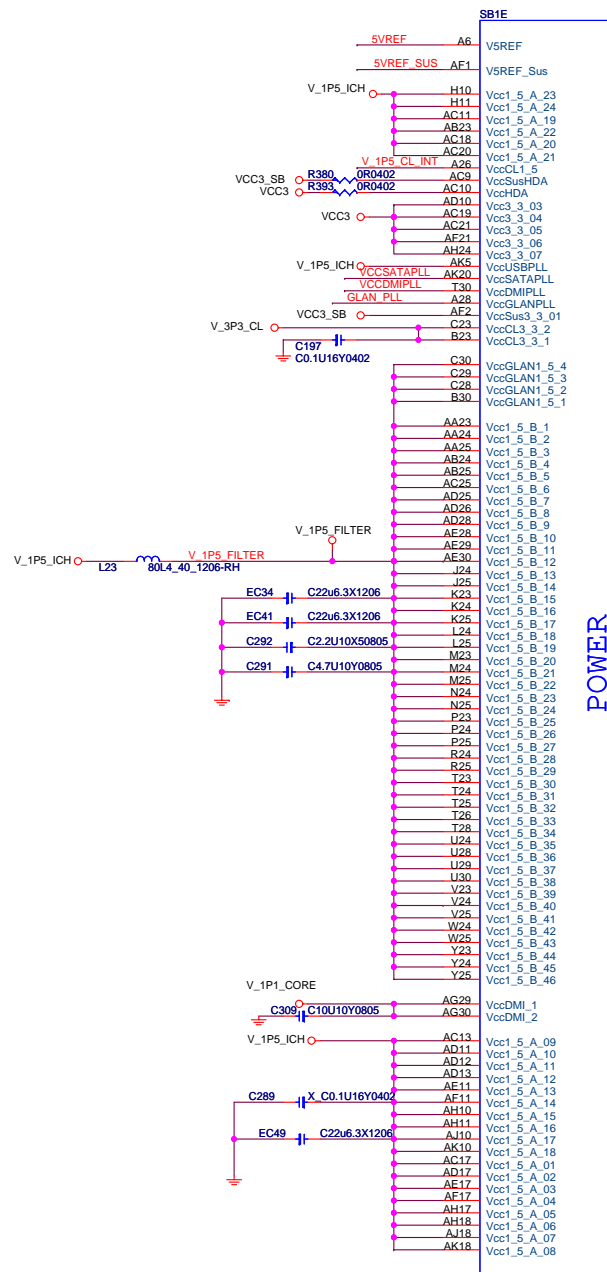 SB1E
5VREF A6 V5REF
5VREF_SUS AF1 V5REF_Sus
V_1P5_ICH H10 Vcc1_5_A_23
H11 Vcc1_5_A_24
AC11 Vcc1_5_A_19
AB23 Vcc1_5_A_22
AC18 Vcc1_5_A_20
AC20 Vcc1_5_A_21
V_1P5_CL_INT A26 VccCL1_5
VCC3_SB R380 0R0402 AC9 VccSusHDA
VCC3 R393 0R0402 AC10 VccHDA
AD10 Vcc3_3_03
VCC3 AC19 Vcc3_3_04
AC21 Vcc3_3_05
AF21 Vcc3_3_06
AH24 Vcc3_3_07
V_1P5_ICH AK5 VccUSBPLL
VCCSATAPLL AK20 VccSATAPLL
VCCDMIPLL T30 VccDMIPLL
GLAN_PLL A28 VccGLANPLL
VCC3_SB AF2 VccSus3_3_01
V_3P3_CL C23 VccCL3_3_2
B23 VccCL3_3_1
C197
C0.1U16Y0402
C30 VccGLAN1_5_4
C29 VccGLAN1_5_3
C28 VccGLAN1_5_2
B30 VccGLAN1_5_1
AA23 Vcc1_5_B_1
AA24 Vcc1_5_B_2
AA25 Vcc1_5_B_3
AB24 Vcc1_5_B_4
AB25 Vcc1_5_B_5
AC25 Vcc1_5_B_6
AD25 Vcc1_5_B_7
AD26 Vcc1_5_B_8
AD28 Vcc1_5_B_9
V_1P5_FILTER AE28 Vcc1_5_B_10
AE29 Vcc1_5_B_11
V_1P5_ICH L23 80L4_40_1206-RH V_1P5_FILTER AE30 Vcc1_5_B_12
J24 Vcc1_5_B_13
J25 Vcc1_5_B_14
EC34 C22u6.3X1206 K23 Vcc1_5_B_15
K24 Vcc1_5_B_16
EC41 C22u6.3X1206 K25 Vcc1_5_B_17
L24 Vcc1_5_B_18
C292 C2.2U10X50805 L25 Vcc1_5_B_19
M23 Vcc1_5_B_20
C291 C4.7U10Y0805 M24 Vcc1_5_B_21
M25 Vcc1_5_B_22
N24 Vcc1_5_B_23
N25 Vcc1_5_B_24
P23 Vcc1_5_B_25
P24 Vcc1_5_B_26
P25 Vcc1_5_B_27
R24 Vcc1_5_B_28
R25 Vcc1_5_B_29
T23 Vcc1_5_B_30
T24 Vcc1_5_B_31
T25 Vcc1_5_B_32
T26 Vcc1_5_B_33
T28 Vcc1_5_B_34
U24 Vcc1_5_B_35
U28 Vcc1_5_B_36
U29 Vcc1_5_B_37
U30 Vcc1_5_B_38
V23 Vcc1_5_B_39
V24 Vcc1_5_B_40
V25 Vcc1_5_B_41
W24 Vcc1_5_B_42
W25 Vcc1_5_B_43
Y23 Vcc1_5_B_44
Y24 Vcc1_5_B_45
Y25 Vcc1_5_B_46
POWER
V_1P1_CORE AG29 VccDMI_1
C309 C10U10Y0805 AG30 VccDMI_2
V_1P5_ICH AC13 Vcc1_5_A_09
AD11 Vcc1_5_A_10
AD12 Vcc1_5_A_11
AD13 Vcc1_5_A_12
AE11 Vcc1_5_A_13
C289 X_C0.1U16Y0402 AF11 Vcc1_5_A_14
AH10 Vcc1_5_A_15
AH11 Vcc1_5_A_16
EC49 C22u6.3X1206 AJ10 Vcc1_5_A_17
AK10 Vcc1_5_A_18
AC17 Vcc1_5_A_01
AD17 Vcc1_5_A_02
AE17 Vcc1_5_A_03
AF17 Vcc1_5_A_04
AH17 Vcc1_5_A_05
AH18 Vcc1_5_A_06
AJ18 Vcc1_5_A_07
AK18 Vcc1_5_A_08